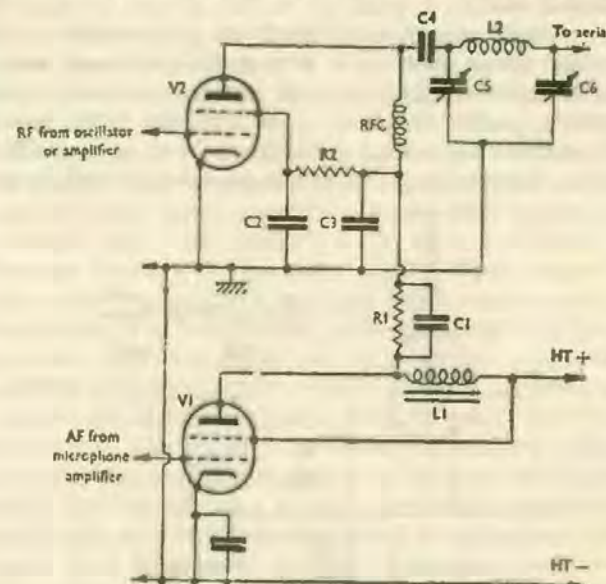 C4
L2
To aeria
V2
C5
C6
RFC
RF from oscillator
or amplifier
R2
C2
C3
R1
C1
HT +
V1
L1
AF from
microphone
amplifier
HT −